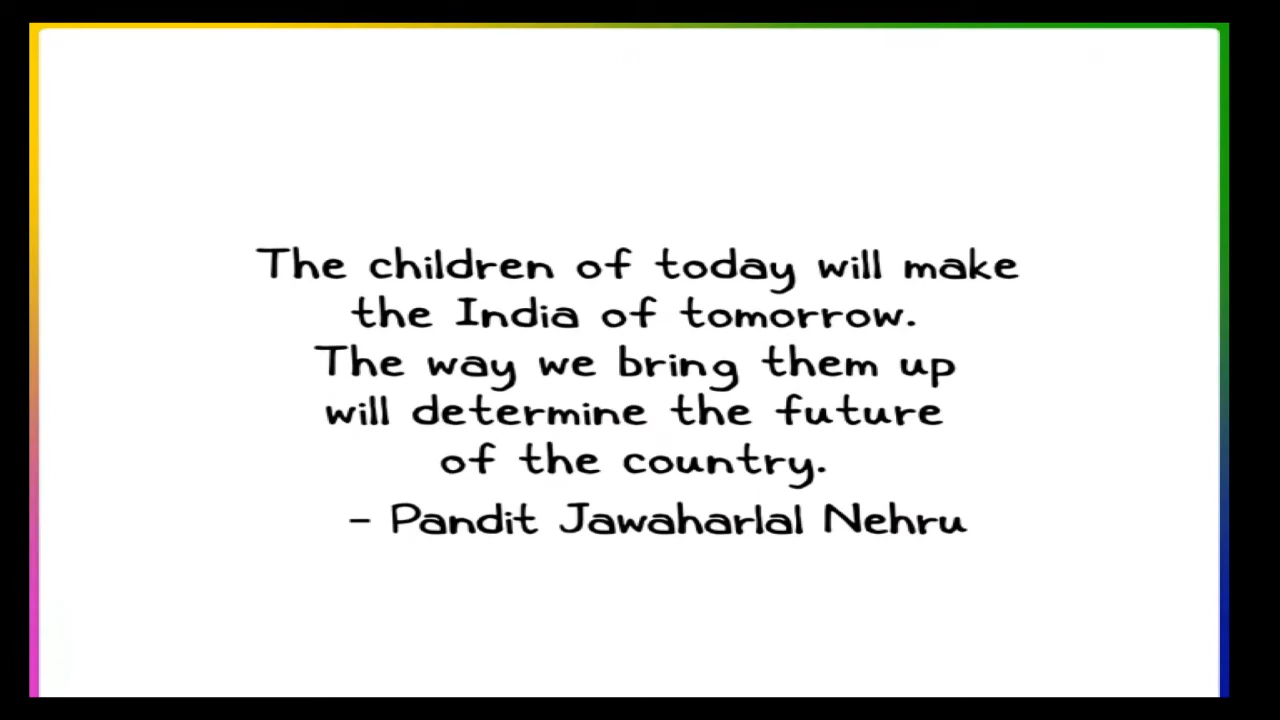 The children of today will make
the India of tomorrow.
The way we bring them up
will determine the future
of the country.
- Pandit Jawaharlal Nehru